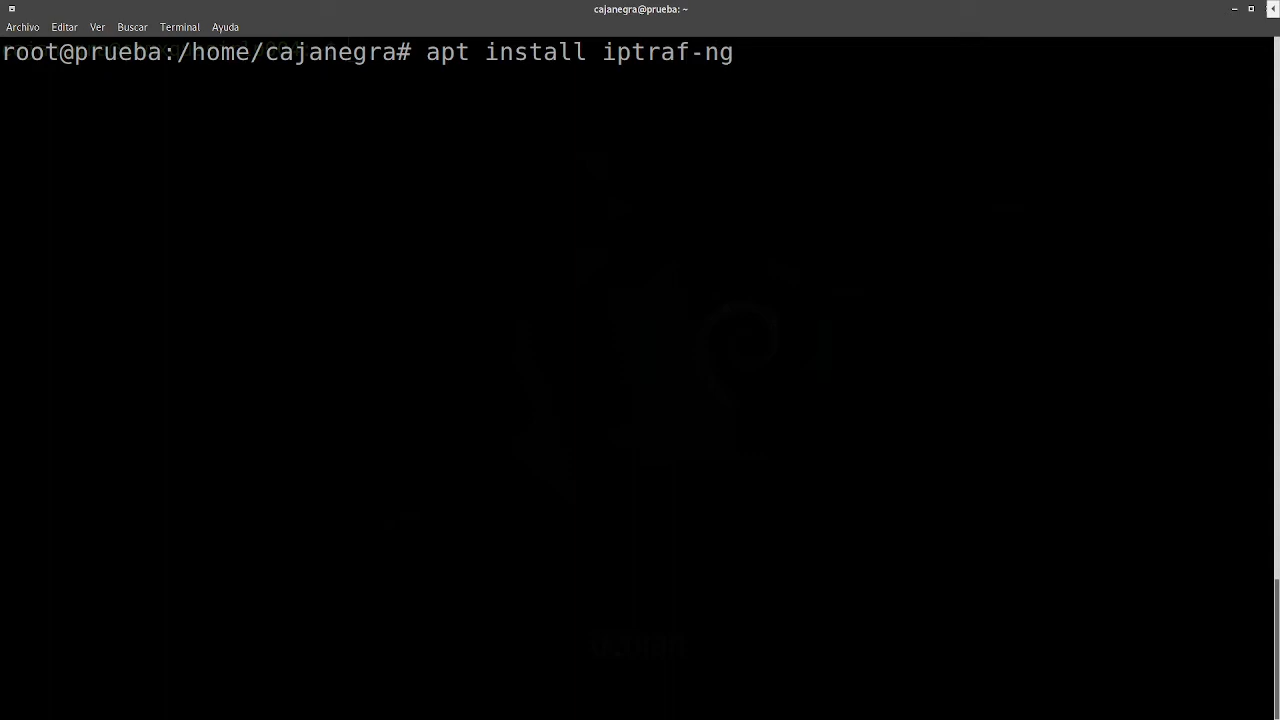 cajanegra@prueba: ~
Archivo Editar Ver Buscar Terminal Ayuda
root@prueba:/home/cajanegra# apt install iptraf-ng